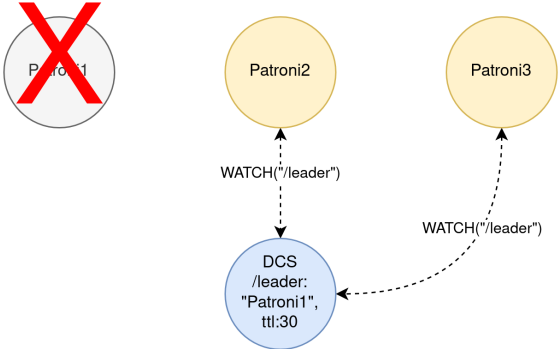 Patroni1
Patroni2
Patroni3
WATCH("/leader")
WATCH("/leader")
DCS
/leader:
"Patroni1",
ttl:30